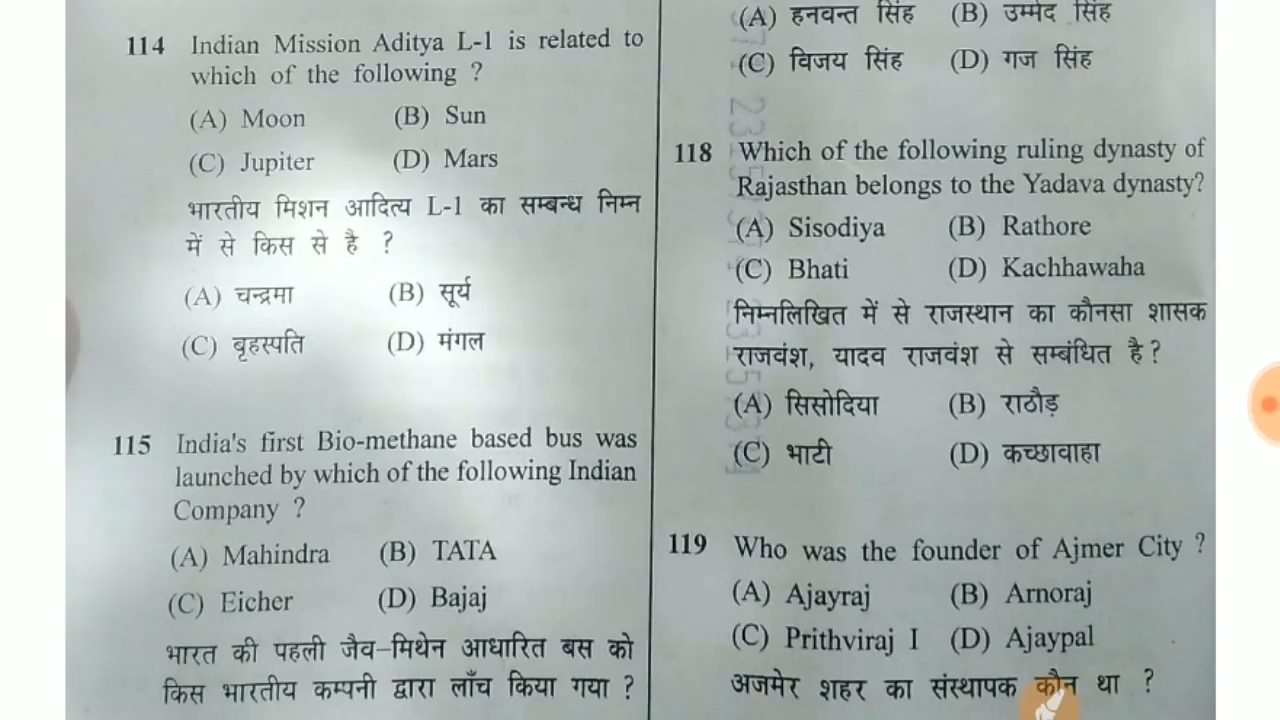 114 Indian Mission Aditya L-1 is related to
which of the following ?
(A) Moon (B) Sun
(C) Jupiter (D) Mars
भारतीय मिशन आदित्य L-1 का सम्बन्ध निम्न
में से किस से है ?
(A) चन्द्रमा (B) सूर्य
(C) बृहस्पति (D) मंगल
115 India's first Bio-methane based bus was
launched by which of the following Indian
Company ?
(A) Mahindra (B) TATA
(C) Eicher (D) Bajaj
भारत की पहली जैव-मिथेन आधारित बस को
किस भारतीय कम्पनी द्वारा लाँच किया गया ?
(A) हनवन्त सिंह (B) उम्मेद सिंह
(C) विजय सिंह (D) गज सिंह
118 Which of the following ruling dynasty of
Rajasthan belongs to the Yadava dynasty?
(A) Sisodiya (B) Rathore
(C) Bhati (D) Kachhawaha
निम्नलिखित में से राजस्थान का कौनसा शासक
राजवंश, यादव राजवंश से सम्बंधित है ?
(A) सिसोदिया (B) राठौड़
(C) भाटी (D) कच्छावाहा
119 Who was the founder of Ajmer City ?
(A) Ajayraj (B) Arnoraj
(C) Prithviraj I (D) Ajaypal
अजमेर शहर का संस्थापक कौन था ?